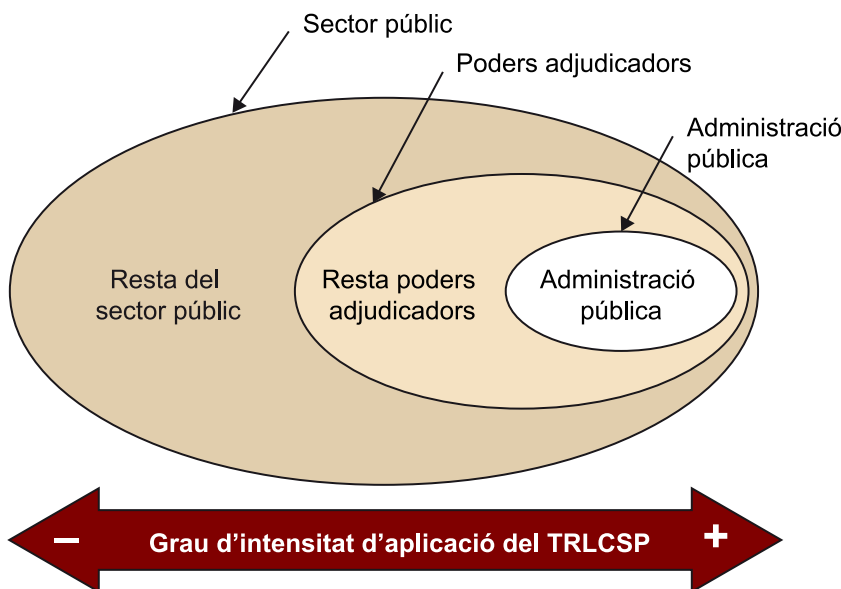 Sector públic
Poders adjudicadors
Administració
pública
Resta del
sector públic
Resta poders
adjudicadors
Administració
pública
– Grau d’intensitat d’aplicació del TRLCSP +